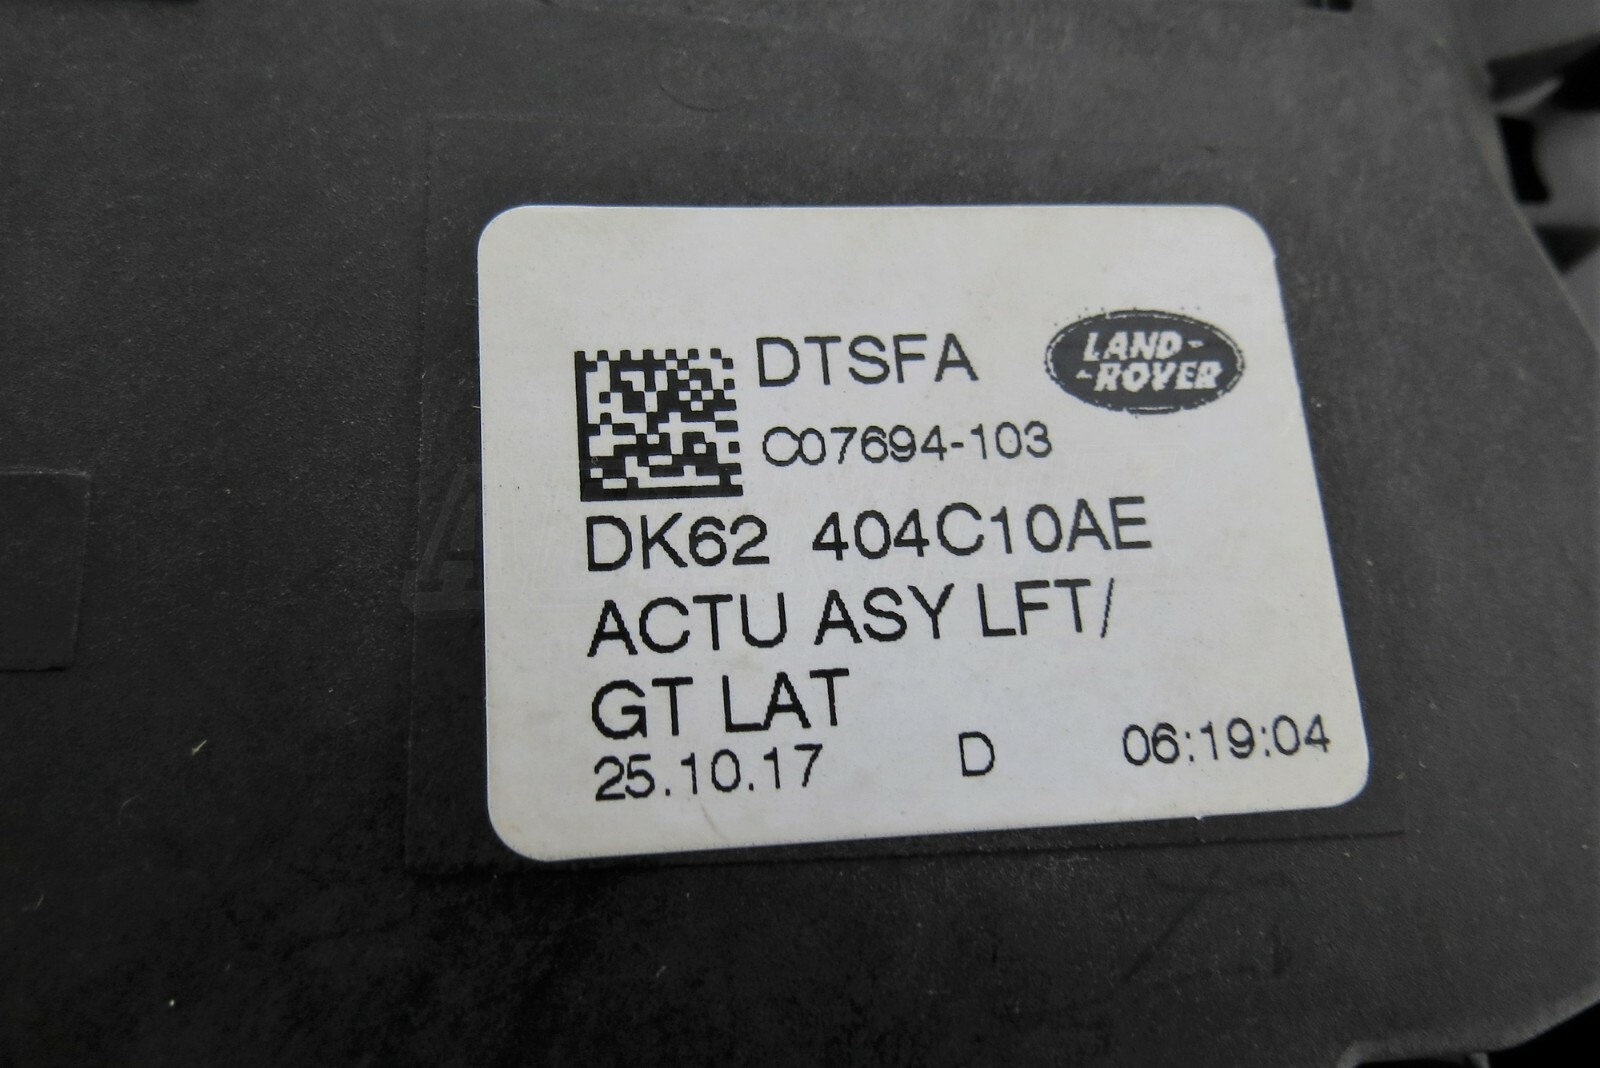 DTSFA
LAND-
-ROVER
C07694-103
DK62 404C10AE
ACTU ASY LFT/
GT LAT
25.10.17 D 06:19:04